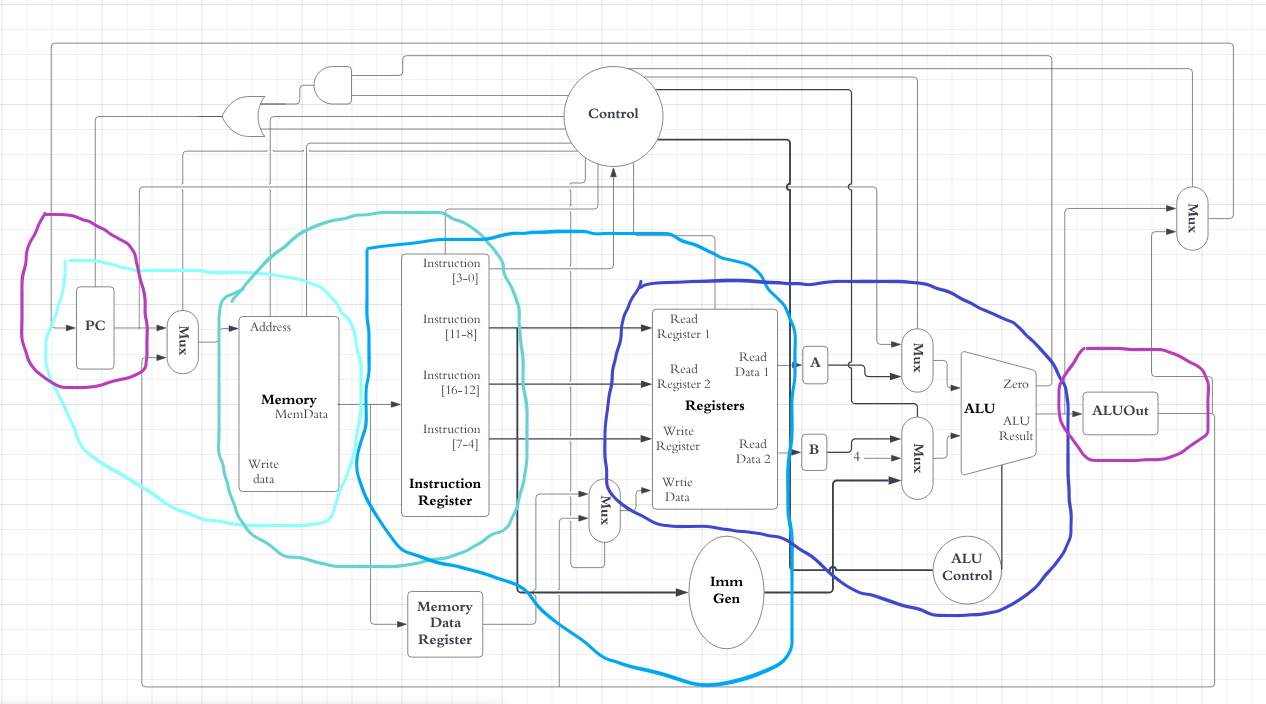 Control
PC
Mux
Address
Memory
MemData
Write
data
Instruction
[3-0]
Instruction
[11-8]
Instruction
[16-12]
Instruction
[7-4]
Instruction
Register
Memory
Data
Register
Mux
Read
Register 1
Read
Register 2
Write
Register
Wrtie
Data
Registers
Read
Data 1
Read
Data 2
Imm
Gen
A
B
4
Mux
Mux
ALU
Zero
ALU
Result
ALU
Control
ALUOut
Mux